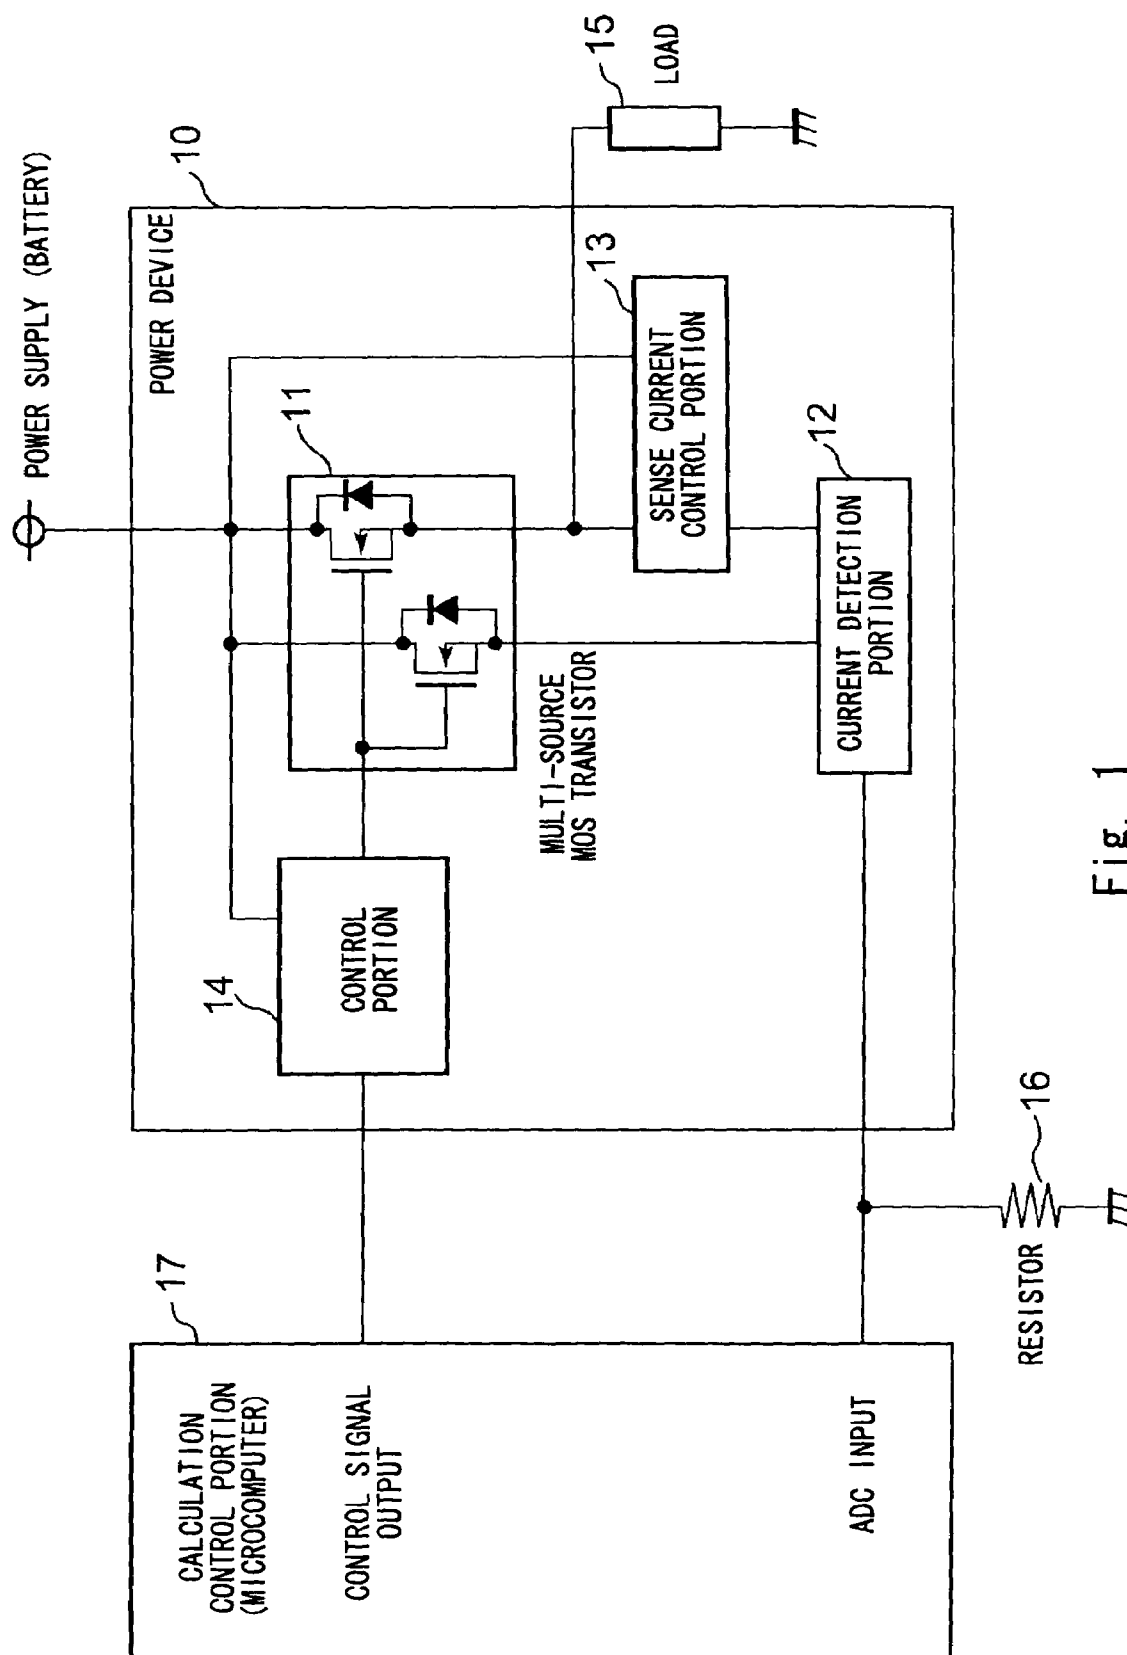 POWER SUPPLY (BATTERY)
10
POWER DEVICE
15
LOAD
13
SENSE CURRENT
CONTROL PORTION
11
12
CURRENT DETECTION
PORTION
MULTI-SOURCE
MOS TRANSISTOR
14
CONTROL
PORTION
16
RESISTOR
17
CALCULATION
CONTROL PORTION
(MICROCOMPUTER)
CONTROL SIGNAL
OUTPUT
ADC INPUT
Fig. 1